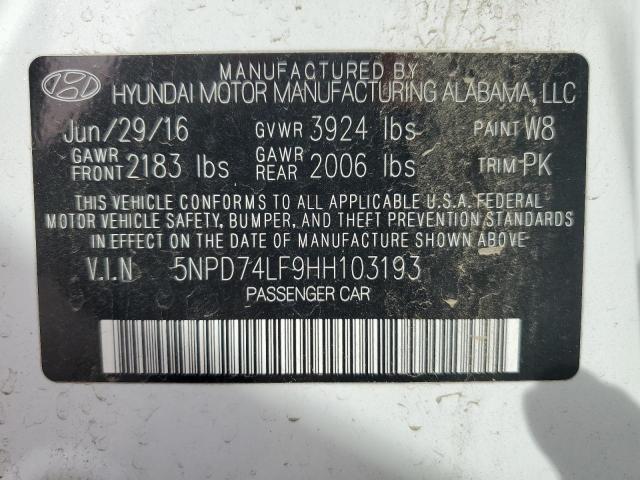 MANUFACTURED BY
HYUNDAI MOTOR MANUFACTURING ALABAMA, LLC
Jun/29/16 GVWR 3924 lbs PAINT W8
GAWR FRONT 2183 lbs GAWR REAR 2006 lbs TRIM PK
THIS VEHICLE CONFORMS TO ALL APPLICABLE U.S.A. FEDERAL
MOTOR VEHICLE SAFETY, BUMPER, AND THEFT PREVENTION STANDARDS
IN EFFECT ON THE DATE OF MANUFACTURE SHOWN ABOVE.
V.I.N 5NPD74LF9HH103193
PASSENGER CAR